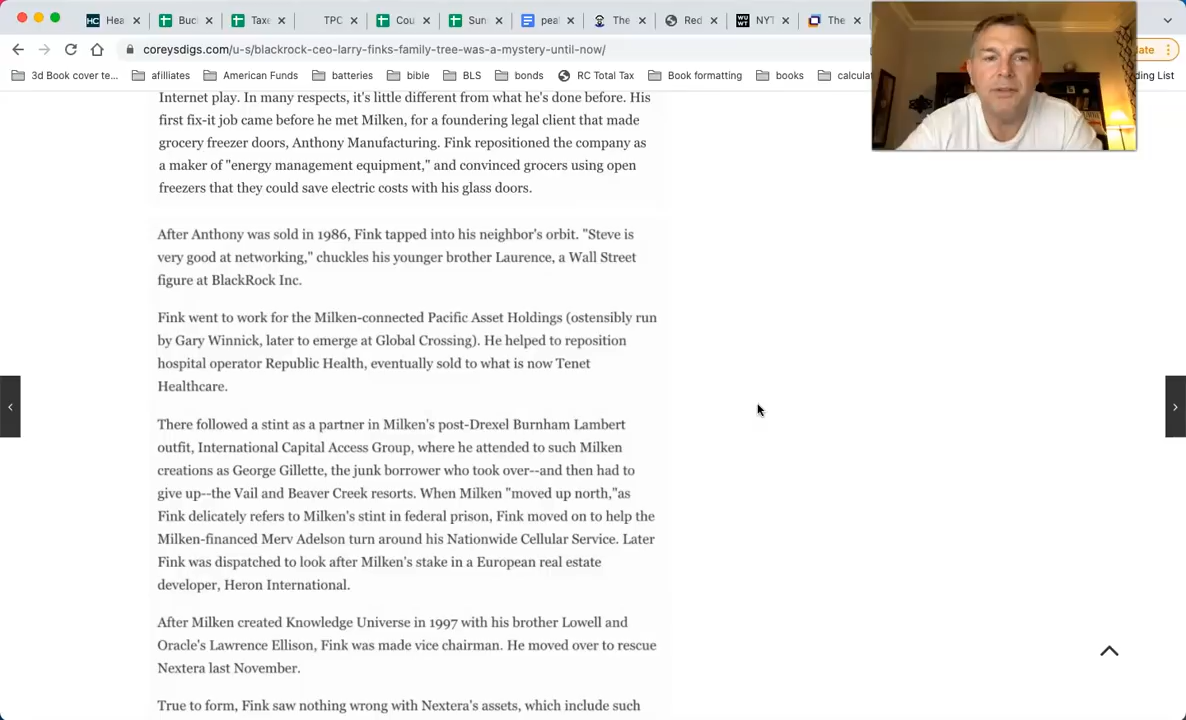 Hea
Buc
Taxe
TPC
Cou
Sun
peal
The
Red
NYT
The
coreysdigs.com/u-s/blackrock-ceo-larry-finks-family-tree-was-a-mystery-until-now/
ate
3d Book cover te...
afilliates
American Funds
batteries
bible
BLS
bonds
RC Total Tax
Book formatting
books
calculat
ding List
Internet play. In many respects, it's little different from what he's done before. His
first fix-it job came before he met Milken, for a foundering legal client that made
grocery freezer doors, Anthony Manufacturing. Fink repositioned the company as
a maker of "energy management equipment," and convinced grocers using open
freezers that they could save electric costs with his glass doors.
After Anthony was sold in 1986, Fink tapped into his neighbor's orbit. "Steve is
very good at networking," chuckles his younger brother Laurence, a Wall Street
figure at BlackRock Inc.
Fink went to work for the Milken-connected Pacific Asset Holdings (ostensibly run
by Gary Winnick, later to emerge at Global Crossing). He helped to reposition
hospital operator Republic Health, eventually sold to what is now Tenet
Healthcare.
There followed a stint as a partner in Milken's post-Drexel Burnham Lambert
outfit, International Capital Access Group, where he attended to such Milken
creations as George Gillette, the junk borrower who took over--and then had to
give up--the Vail and Beaver Creek resorts. When Milken "moved up north,"as
Fink delicately refers to Milken's stint in federal prison, Fink moved on to help the
Milken-financed Merv Adelson turn around his Nationwide Cellular Service. Later
Fink was dispatched to look after Milken's stake in a European real estate
developer, Heron International.
After Milken created Knowledge Universe in 1997 with his brother Lowell and
Oracle's Lawrence Ellison, Fink was made vice chairman. He moved over to rescue
Nextera last November.
True to form, Fink saw nothing wrong with Nextera's assets, which include such